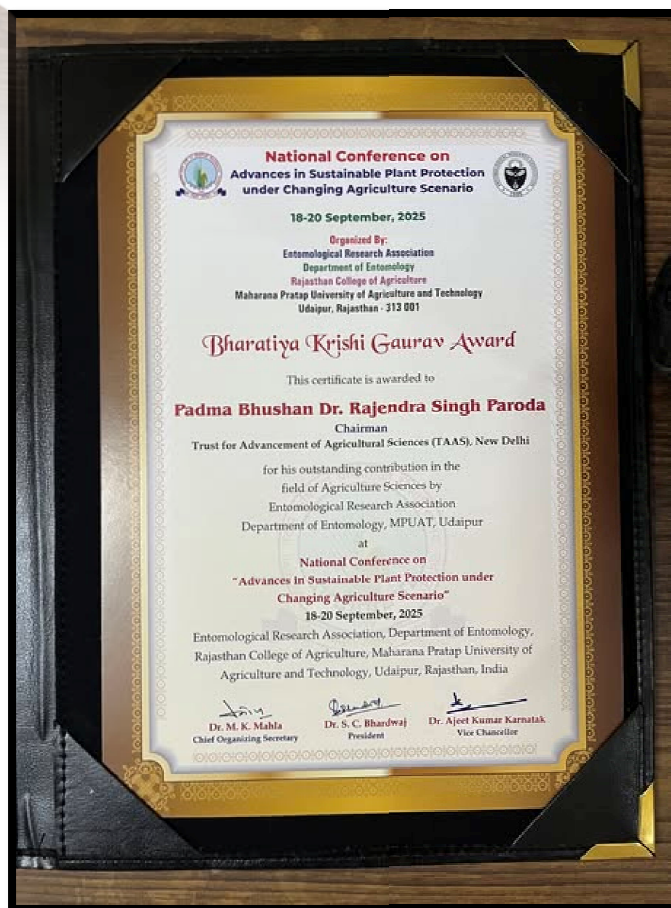 National Conference on
Advances in Sustainable Plant Protection
under Changing Agriculture Scenario
18-20 September, 2025
Organized By:
Entomological Research Association
Department of Entomology
Rajasthan College of Agriculture
Maharana Pratap University of Agriculture and Technology
Udaipur, Rajasthan - 313 001
Bharatiya Krishi Gaurav Award
This certificate is awarded to
Padma Bhushan Dr. Rajendra Singh Paroda
Chairman
Trust for Advancement of Agricultural Sciences (TAAS), New Delhi
for his outstanding contribution in the
field of Agriculture Sciences by
Entomological Research Association
Department of Entomology, MPUAT, Udaipur
at
National Conference on
"Advances in Sustainable Plant Protection under
Changing Agriculture Scenario"
18-20 September, 2025
Entomological Research Association, Department of Entomology,
Rajasthan College of Agriculture, Maharana Pratap University of
Agriculture and Technology, Udaipur, Rajasthan, India
Dr. M. K. Mahla
Chief Organizing Secretary
Dr. S. C. Bhardwaj
President
Dr. Ajeet Kumar Karnatak
Vice Chancellor